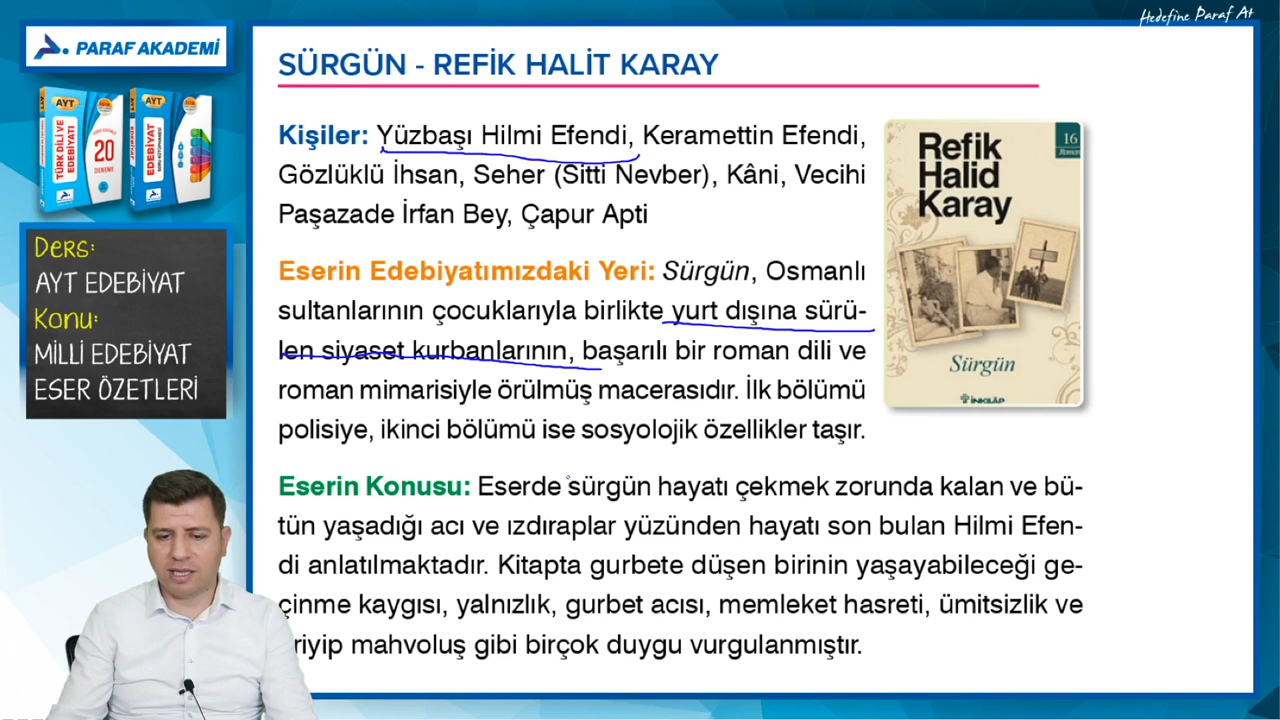 Hedefine Paraf At
PARAF AKADEMİ
SÜRGÜN - REFİK HALİT KARAY
AYT
TÜRK DİLİ VE
EDEBİYATI
20
DENEME
AYT
EDEBİYAT
Ders:
AYT EDEBİYAT
Konu:
MİLLİ EDEBİYAT
ESER ÖZETLERİ
Kişiler: Yüzbaşı Hilmi Efendi, Keramettin Efendi,
Gözlüklü İhsan, Seher (Sitti Nevber), Kâni, Vecihi
Paşazade İrfan Bey, Çapur Apti
Eserin Edebiyatımızdaki Yeri: Sürgün, Osmanlı
sultanlarının çocuklarıyla birlikte yurt dışına sürü-
len siyaset kurbanlarının, başarılı bir roman dili ve
roman mimarisiyle örülmüş macerasıdır. İlk bölümü
polisiye, ikinci bölümü ise sosyolojik özellikler taşır.
Refik
Halid
Karay
16
Roman
Sürgün
İNKILÂP
Eserin Konusu: Eserde sürgün hayatı çekmek zorunda kalan ve bü-
tün yaşadığı acı ve ızdıraplar yüzünden hayatı son bulan Hilmi Efen-
di anlatılmaktadır. Kitapta gurbete düşen birinin yaşayabileceği ge-
çinme kaygısı, yalnızlık, gurbet acısı, memleket hasreti, ümitsizlik ve
riyip mahvoluş gibi birçok duygu vurgulanmıştır.